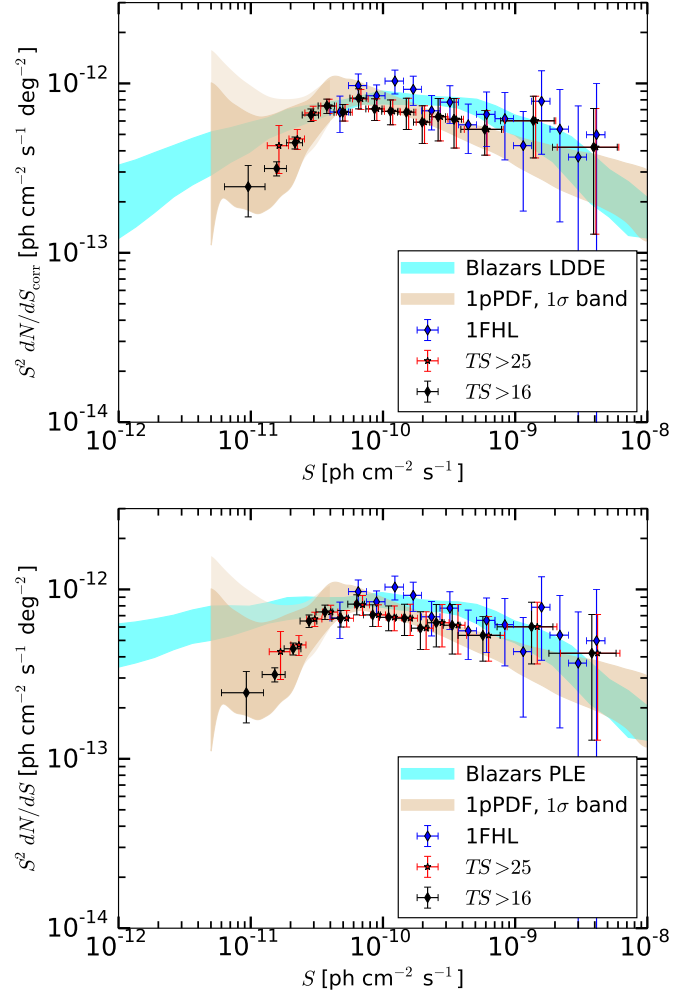 10⁻¹²
S² dN/dS_corr [ph cm⁻² s⁻¹ deg⁻²]
10⁻¹³
Blazars LDDE
1pPDF, 1σ band
1FHL
TS > 25
TS > 16
10⁻¹⁴
10⁻¹² 10⁻¹¹ 10⁻¹⁰ 10⁻⁹ 10⁻⁸
S [ph cm⁻² s⁻¹]
10⁻¹²
S² dN/dS [ph cm⁻² s⁻¹ deg⁻²]
10⁻¹³
Blazars PLE
1pPDF, 1σ band
1FHL
TS > 25
TS > 16
10⁻¹⁴
10⁻¹² 10⁻¹¹ 10⁻¹⁰ 10⁻⁹ 10⁻⁸
S [ph cm⁻² s⁻¹]